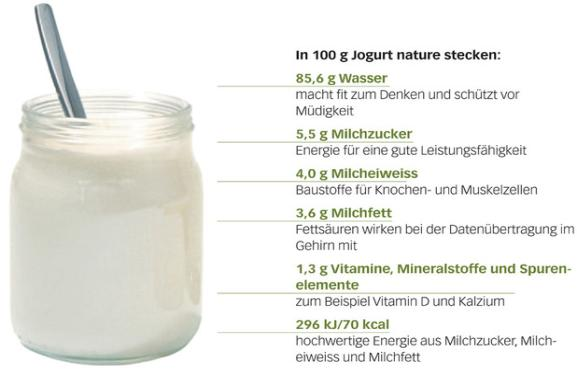 In 100 g Jogurt nature stecken:
85,6 g Wasser
macht fit zum Denken und schützt vor
Müdigkeit
5,5 g Milchzucker
Energie für eine gute Leistungsfähigkeit
4,0 g Milcheiweiss
Baustoffe für Knochen- und Muskelzellen
3,6 g Milchfett
Fettsäuren wirken bei der Datenübertragung im
Gehirn mit
1,3 g Vitamine, Mineralstoffe und Spuren-
elemente
zum Beispiel Vitamin D und Kalzium
296 kJ/70 kcal
hochwertige Energie aus Milchzucker, Milch-
eiweiss und Milchfett